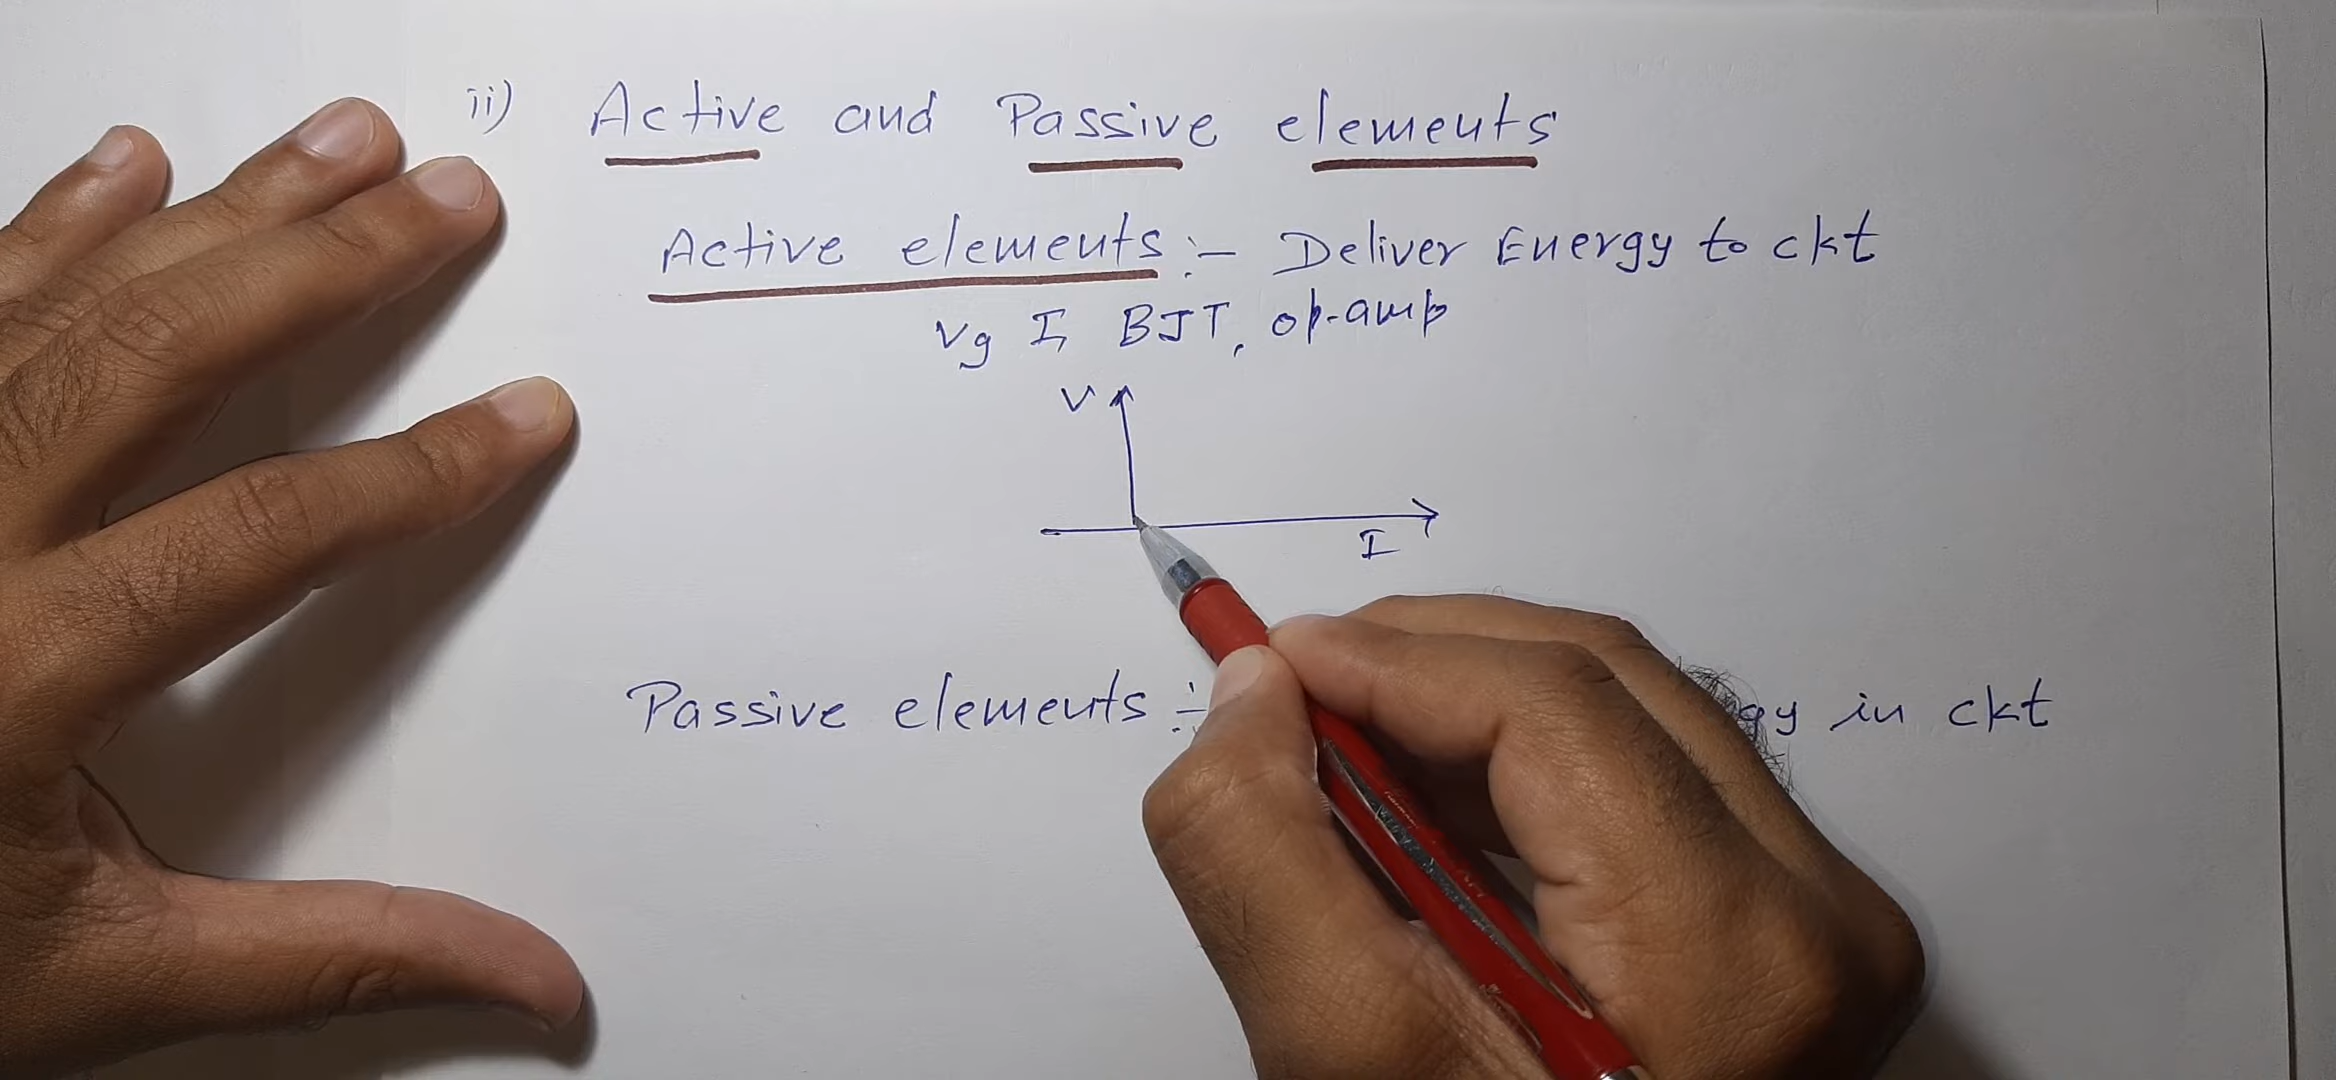 ii) Active and Passive elements
Active elements :- Deliver Energy to ckt
Vg I, BJT, op-amp
V
I
Passive elements :- in ckt